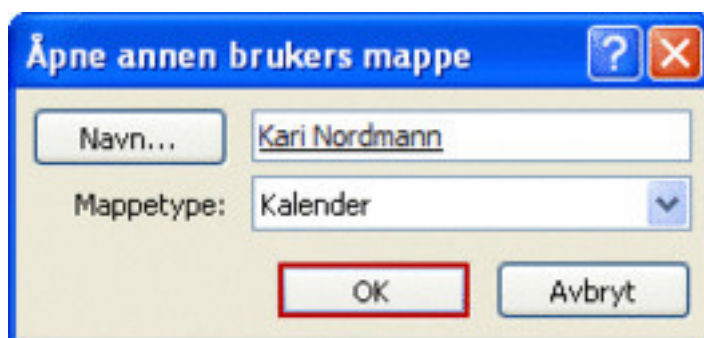 Åpne annen brukers mappe
Navn... Kari Nordmann
Mappetype: Kalender
OK Avbryt